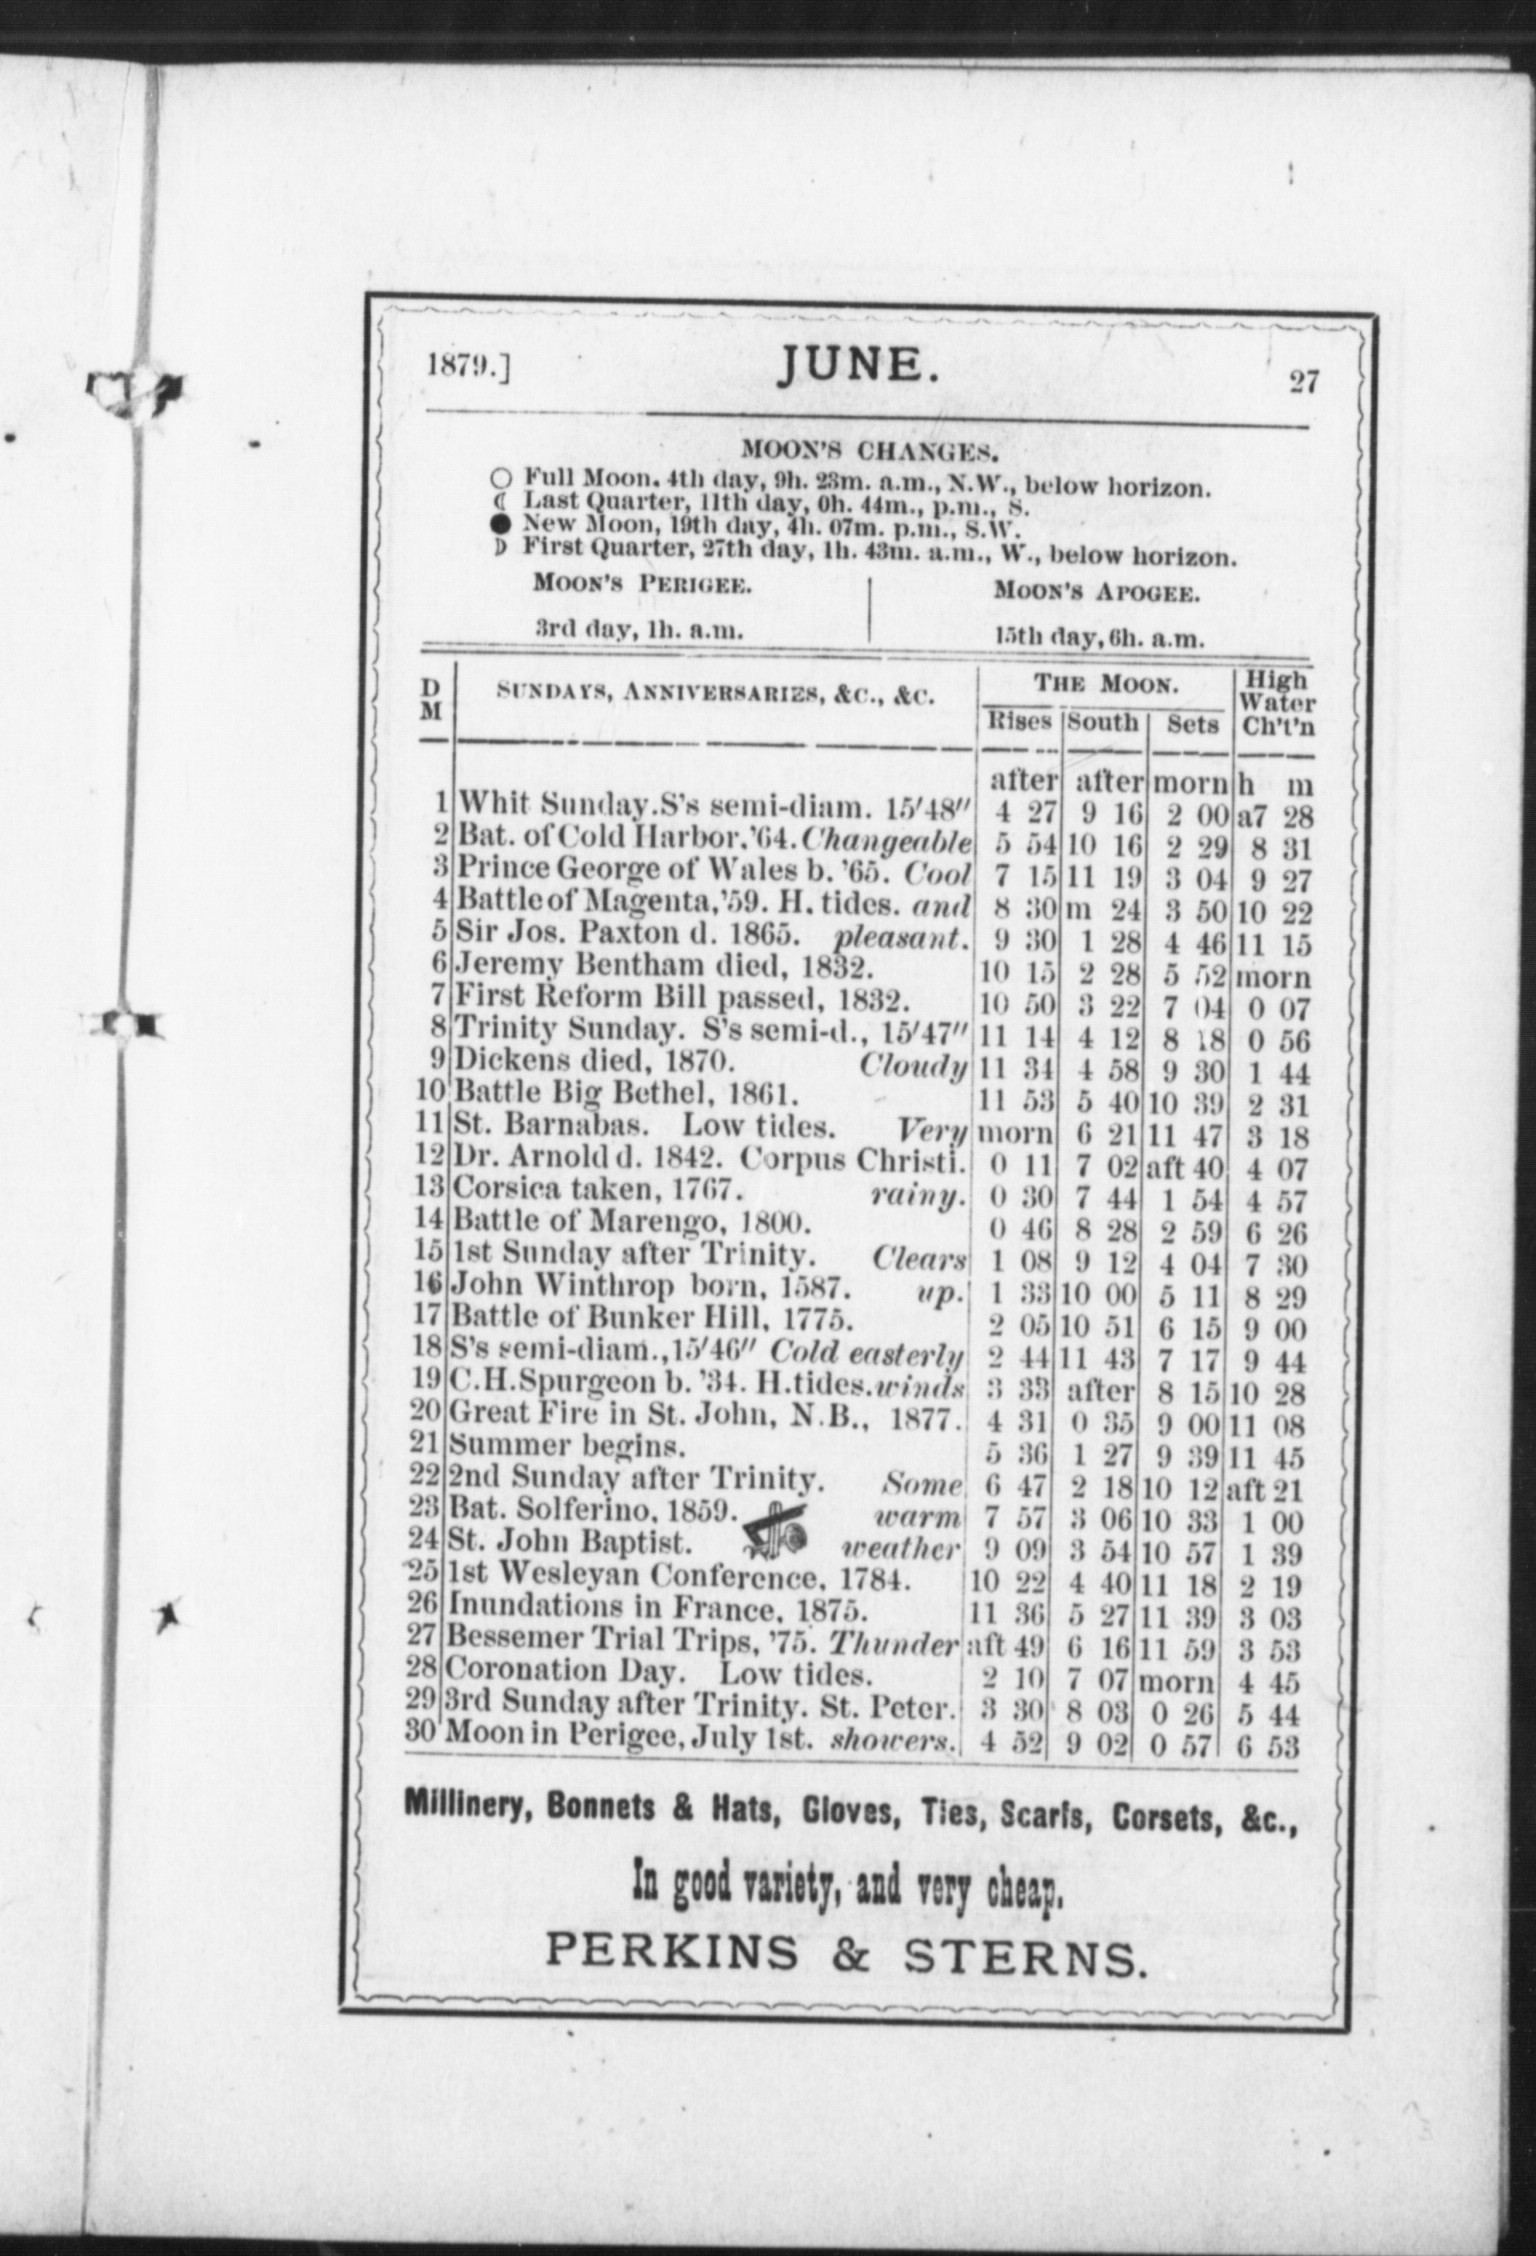 1879.] JUNE. 27
MOON'S CHANGES.
○ Full Moon, 4th day, 9h. 23m. a.m., N.W., below horizon.
☾ Last Quarter, 11th day, 0h. 44m., p.m., S.
● New Moon, 19th day, 4h. 07m. p.m., S.W.
☽ First Quarter, 27th day, 1h. 43m. a.m., W., below horizon.
MOON'S PERIGEE. MOON'S APOGEE.
3rd day, 1h. a.m. 15th day, 6h. a.m.
D M SUNDAYS, ANNIVERSARIES, &C., &C. THE MOON. High Water Ch't'n
Rises South Sets
after after morn h m
1 Whit Sunday. S's semi-diam. 15'48" 4 27 9 16 2 00 a7 28
2 Bat. of Cold Harbor, '64. Changeable 5 54 10 16 2 29 8 31
3 Prince George of Wales b. '65. Cool 7 15 11 19 3 04 9 27
4 Battle of Magenta, '59. H. tides. and 8 30 m 24 3 50 10 22
5 Sir Jos. Paxton d. 1865. pleasant. 9 30 1 28 4 46 11 15
6 Jeremy Bentham died, 1832. 10 15 2 28 5 52 morn
7 First Reform Bill passed, 1832. 10 50 3 22 7 04 0 07
8 Trinity Sunday. S's semi-d., 15'47" 11 14 4 12 8 18 0 56
9 Dickens died, 1870. Cloudy 11 34 4 58 9 30 1 44
10 Battle Big Bethel, 1861. 11 53 5 40 10 39 2 31
11 St. Barnabas. Low tides. Very morn 6 21 11 47 3 18
12 Dr. Arnold d. 1842. Corpus Christi. 0 11 7 02 aft 40 4 07
13 Corsica taken, 1767. rainy. 0 30 7 44 1 54 4 57
14 Battle of Marengo, 1800. 0 46 8 28 2 59 6 26
15 1st Sunday after Trinity. Clears 1 08 9 12 4 04 7 30
16 John Winthrop born, 1587. up. 1 33 10 00 5 11 8 29
17 Battle of Bunker Hill, 1775. 2 05 10 51 6 15 9 00
18 S's semi-diam., 15'46" Cold easterly 2 44 11 43 7 17 9 44
19 C. H. Spurgeon b. '34. H. tides. winds 3 33 after 8 15 10 28
20 Great Fire in St. John, N.B., 1877. 4 31 0 35 9 00 11 08
21 Summer begins. 5 36 1 27 9 39 11 45
22 2nd Sunday after Trinity. Some 6 47 2 18 10 12 aft 21
23 Bat. Solferino, 1859. warm 7 57 3 06 10 33 1 00
24 St. John Baptist. weather 9 09 3 54 10 57 1 39
25 1st Wesleyan Conference, 1784. 10 22 4 40 11 18 2 19
26 Inundations in France, 1875. 11 36 5 27 11 39 3 03
27 Bessemer Trial Trips, '75. Thunder aft 49 6 16 11 59 3 53
28 Coronation Day. Low tides. 2 10 7 07 morn 4 45
29 3rd Sunday after Trinity. St. Peter. 3 30 8 03 0 26 5 44
30 Moon in Perigee, July 1st. showers. 4 52 9 02 0 57 6 53
Millinery, Bonnets & Hats, Gloves, Ties, Scarfs, Corsets, &c.,
In good variety, and very cheap.
PERKINS & STERNS.